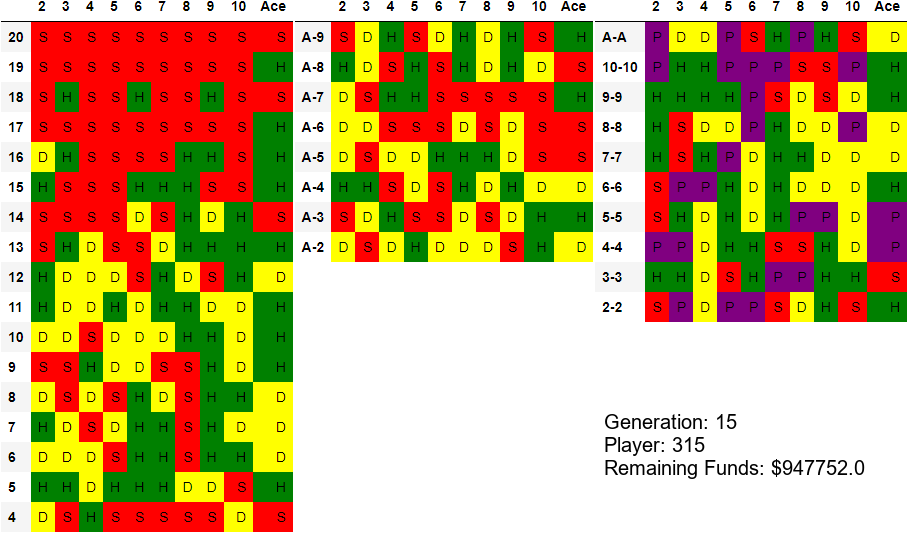 2 3 4 5 6 7 8 9 10 Ace
20 S S S S S S S S S S
19 S S S S S S S S S H
18 S H S S H S S H S S
17 S S S S S S S S S H
16 D H S S S S H H S H
15 H S S S H H H S S H
14 S S S S D S H D H S
13 S H D S S D H H H H
12 H D D D S H D S H D
11 H D D H D H H D D H
10 D D S D D D H H D H
9 S S H D D S S H D H
8 D S D S H D S H H D
7 H D S D H H S H D D
6 D D D S H H S H H D
5 H H D H H H D D S H
4 D S H S S S S S D S
2 3 4 5 6 7 8 9 10 Ace
A-9 S D H S D H D H S H
A-8 H D S H S H D H D S
A-7 D S H H S S S S S H
A-6 D D S S S D S D S S
A-5 D S D D H H H D S S
A-4 H H S D S H D H D D
A-3 S D H S S D S D H H
A-2 D S D H D D D S H D
2 3 4 5 6 7 8 9 10 Ace
A-A P D D P S H P H S D
10-10 P H H P P P S S P H
9-9 H H H H P S D S D H
8-8 H S D D P H D D P D
7-7 H S H P D H H D D D
6-6 S P P H D H D D D H
5-5 S H D H D H P P D P
4-4 P P D H H S S H D P
3-3 H H D S H P P H H S
2-2 S P D P P S D H S H
Generation: 15
Player: 315
Remaining Funds: $947752.0